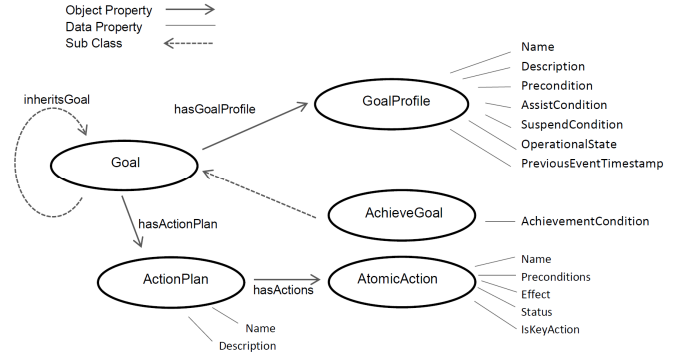 Object Property
Data Property
Sub Class
inheritsGoal
hasGoalProfile
GoalProfile
Name
Description
Precondition
AssistCondition
SuspendCondition
OperationalState
PreviousEventTimestamp
Goal
hasActionPlan
AchieveGoal
AchievementCondition
ActionPlan
hasActions
AtomicAction
Name
Preconditions
Effect
Status
IsKeyAction
Name
Description